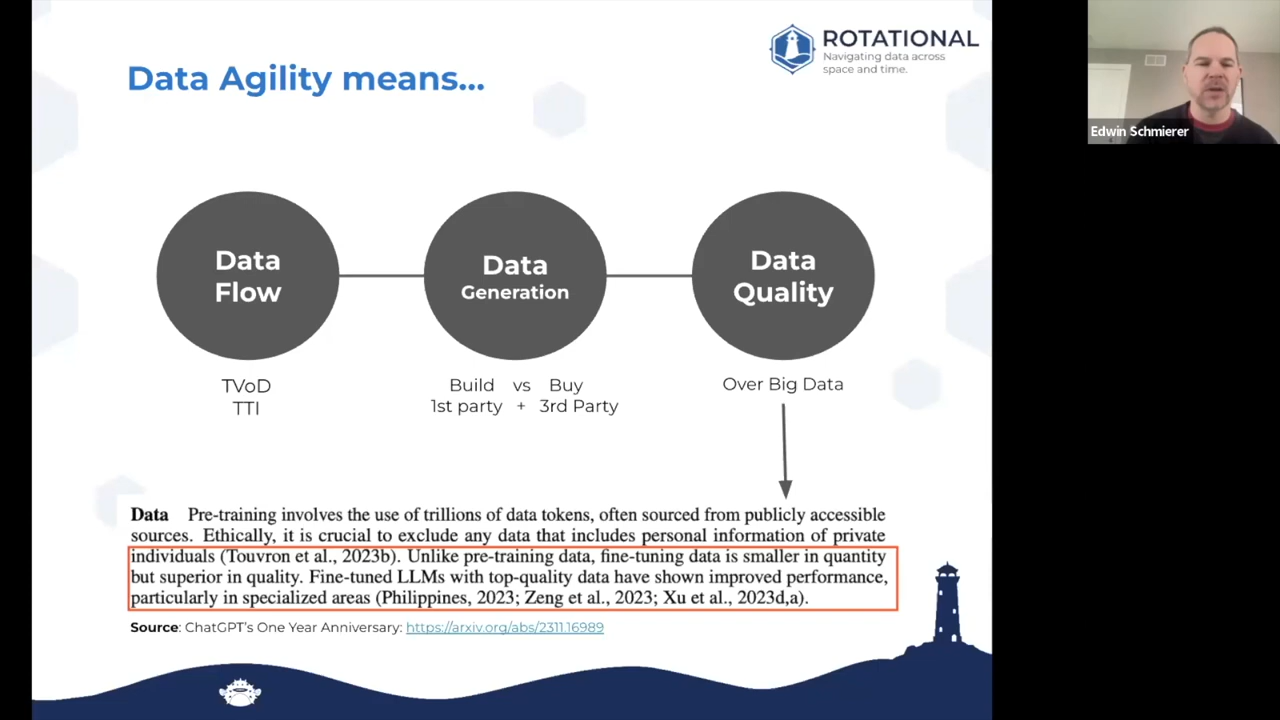 ROTATIONAL
Navigating data across
space and time.
Edwin Schmierer
Data Agility means...
Data
Flow
Data
Generation
Data
Quality
TVoD
TTI
Build vs Buy
1st party + 3rd Party
Over Big Data
Data Pre-training involves the use of trillions of data tokens, often sourced from publicly accessible
sources. Ethically, it is crucial to exclude any data that includes personal information of private
individuals (Touvron et al., 2023b). Unlike pre-training data, fine-tuning data is smaller in quantity
but superior in quality. Fine-tuned LLMs with top-quality data have shown improved performance,
particularly in specialized areas (Philippines, 2023; Zeng et al., 2023; Xu et al., 2023d,a).
Source: ChatGPT's One Year Anniversary: https://arxiv.org/abs/2311.16989